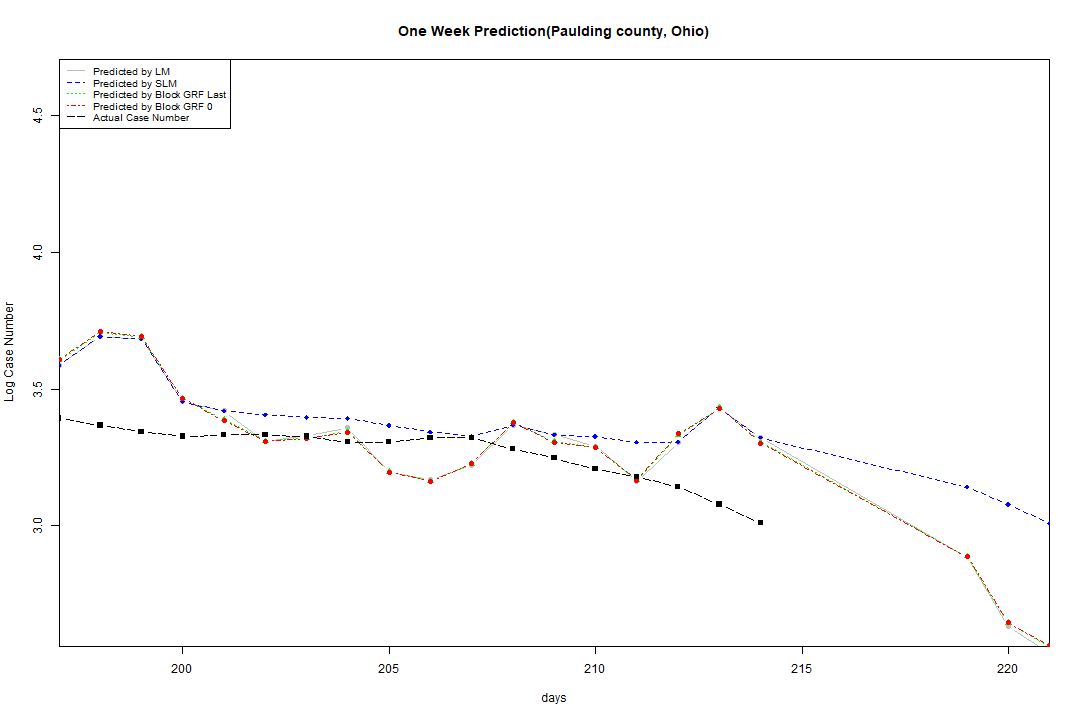 One Week Prediction(Paulding county, Ohio)
Predicted by LM
Predicted by SLM
Predicted by Block GRF Last
Predicted by Block GRF 0
Actual Case Number
4.5
4.0
3.5
3.0
Log Case Number
200 205 210 215 220
days